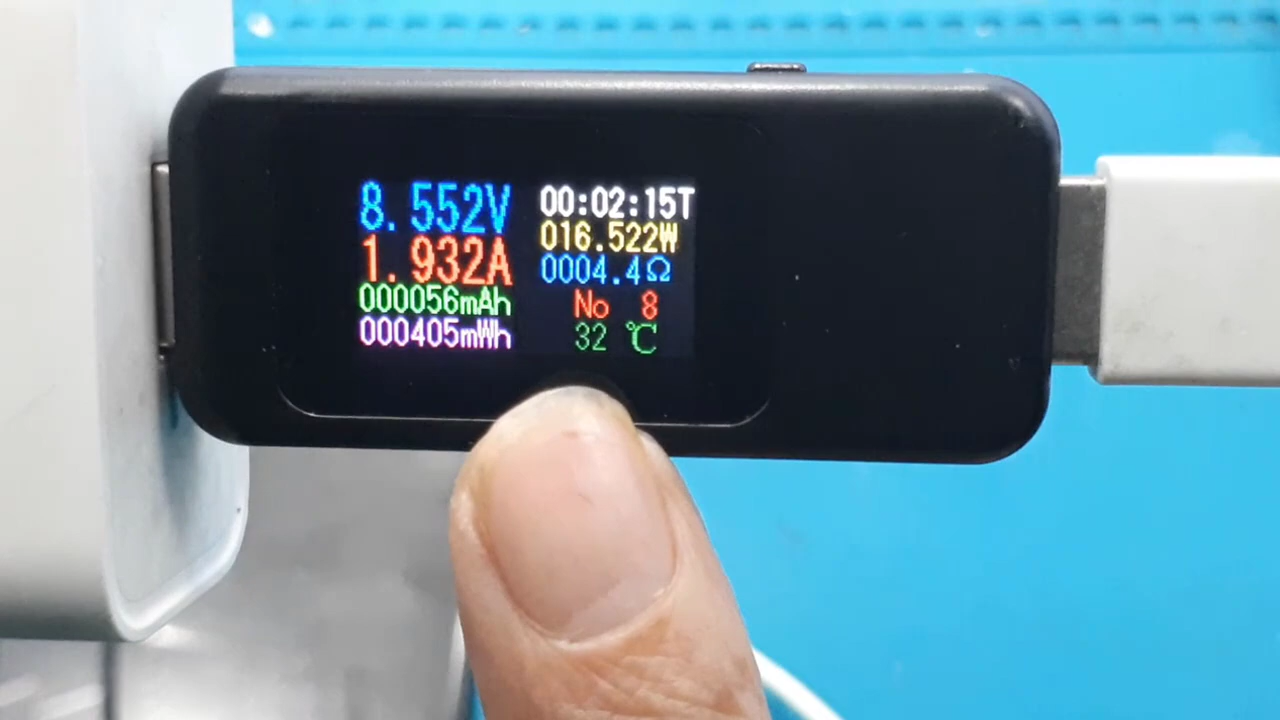 8.552V
1.932A
000056mAh
000405mWh
00:02:15T
016.522W
0004.4Ω
No 8
32 ℃